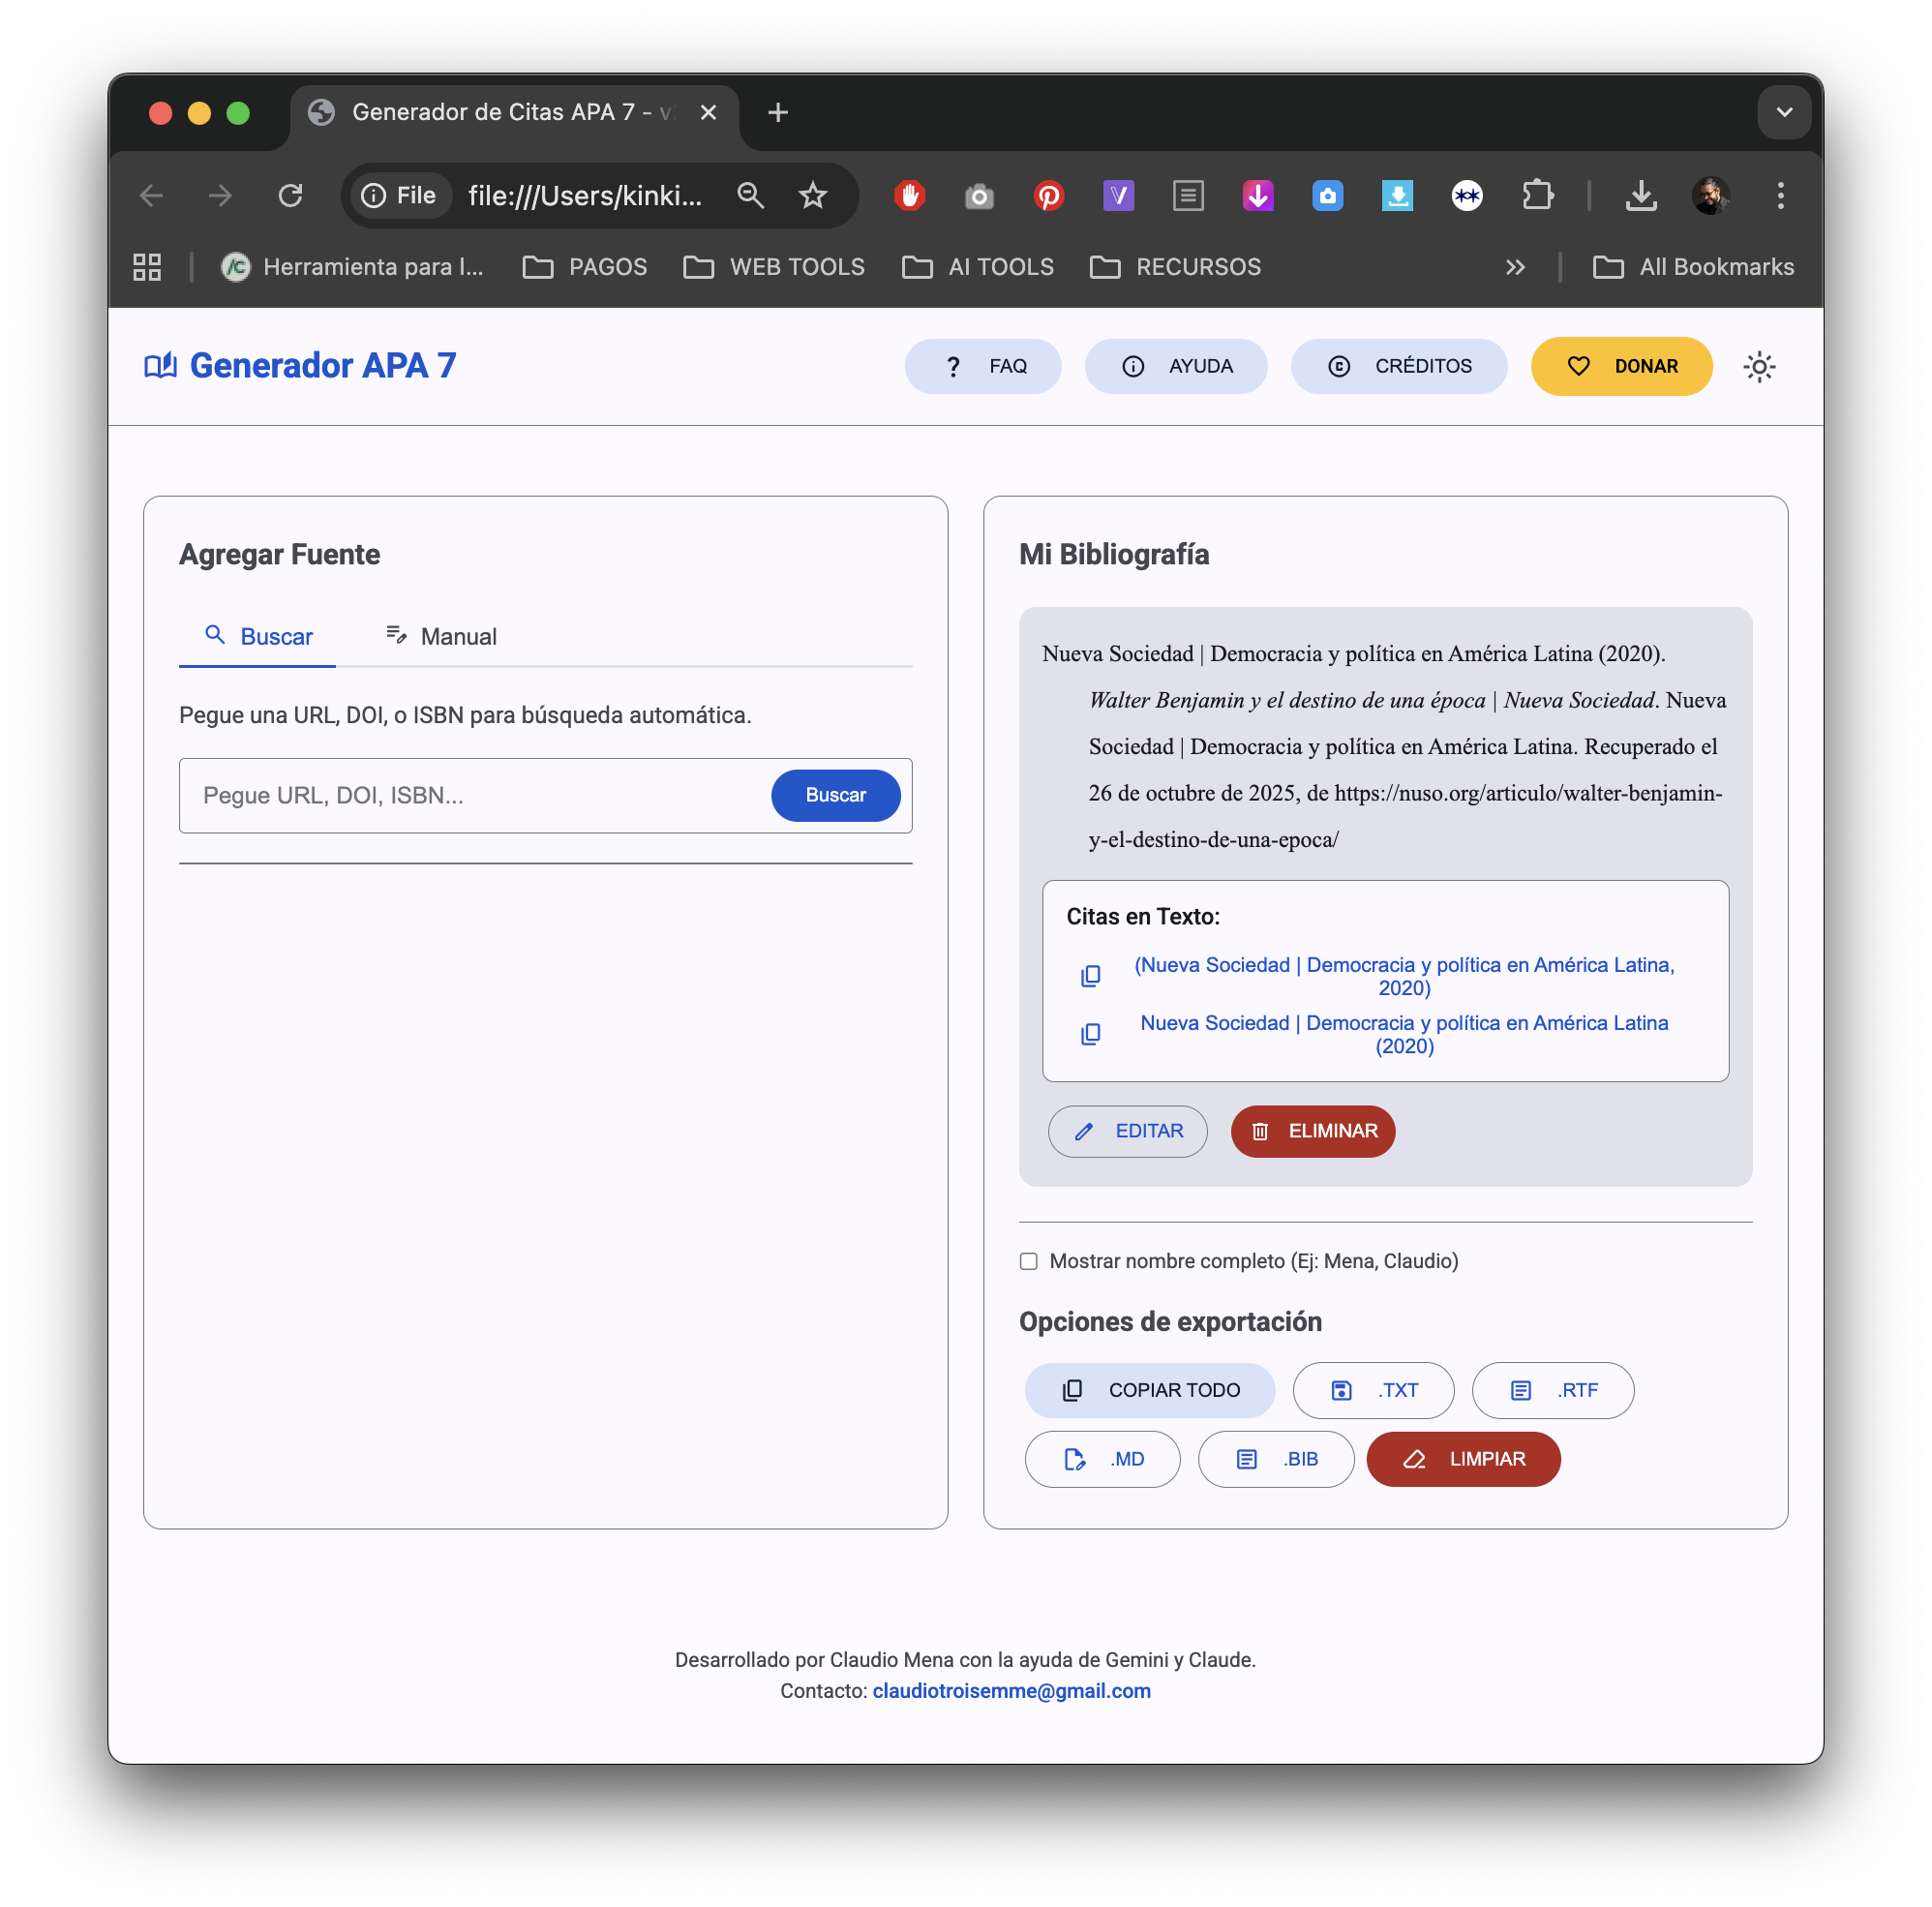 Generador de Citas APA 7 - v
File
file:///Users/kinki...
Herramienta para l...
PAGOS
WEB TOOLS
AI TOOLS
RECURSOS
All Bookmarks
Generador APA 7
? FAQ
AYUDA
CRÉDITOS
DONAR
Agregar Fuente
Buscar
Manual
Pegue una URL, DOI, o ISBN para búsqueda automática.
Pegue URL, DOI, ISBN...
Buscar
Mi Bibliografía
Nueva Sociedad | Democracia y política en América Latina (2020).
Walter Benjamin y el destino de una época | Nueva Sociedad. Nueva
Sociedad | Democracia y política en América Latina. Recuperado el
26 de octubre de 2025, de https://nuso.org/articulo/walter-benjamin-
y-el-destino-de-una-epoca/
Citas en Texto:
(Nueva Sociedad | Democracia y política en América Latina,
2020)
Nueva Sociedad | Democracia y política en América Latina
(2020)
EDITAR
ELIMINAR
Mostrar nombre completo (Ej: Mena, Claudio)
Opciones de exportación
COPIAR TODO
.TXT
.RTF
.MD
.BIB
LIMPIAR
Desarrollado por Claudio Mena con la ayuda de Gemini y Claude.
Contacto: claudiotroisemme@gmail.com